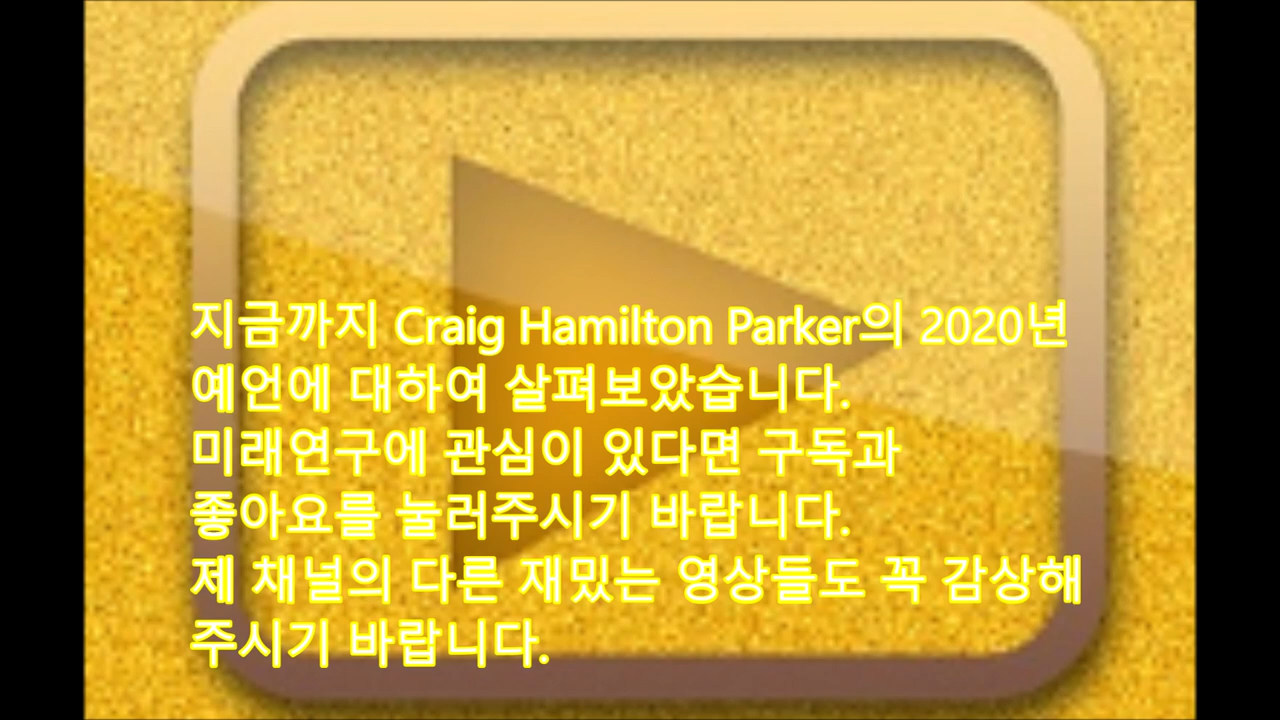 지금까지 Craig Hamilton Parker의 2020년
예언에 대하여 살펴보았습니다.
미래연구에 관심이 있다면 구독과
좋아요를 눌러주시기 바랍니다.
제 채널의 다른 재밌는 영상들도 꼭 감상해
주시기 바랍니다.